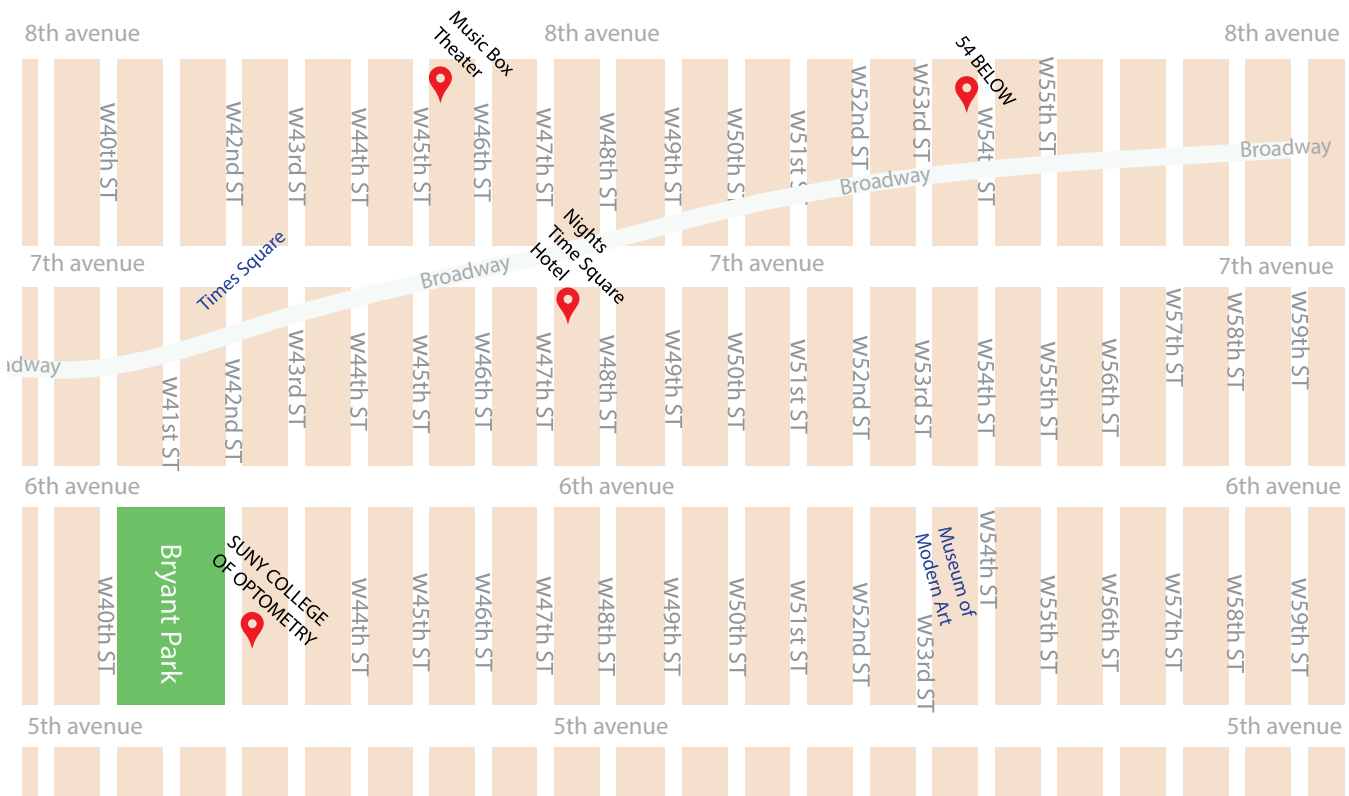 8th avenue
8th avenue
8th avenue
Music Box
Theater
54 BELOW
W40th ST
W42nd ST
W43rd ST
W44th ST
W45th ST
W46th ST
W47th ST
W48th ST
W49th ST
W50th ST
W51st S
W52nd ST
W53rd ST
W54t ST
W55th ST
Broadway
Broadway
Times Square
Nights
Time Square
Hotel
7th avenue
Broadway
7th avenue
7th avenue
adway
W41st ST
W42nd ST
W43rd ST
W44th ST
W45th ST
W46th ST
W47th ST
W48th ST
W49th ST
W50th ST
W51st ST
W52nd ST
W53rd ST
W54th ST
W55th ST
W56th ST
W57th ST
W58th ST
W59th ST
6th avenue
6th avenue
6th avenue
W40th ST
Bryant Park
SUNY COLLEGE
OF OPTOMETRY
W44th ST
W45th ST
W46th ST
W47th ST
W48th ST
W49th ST
W50th ST
W51st ST
W52nd ST
W53rd ST
Museum of
Modern Art
W54th ST
W55th ST
W56th ST
W57th ST
W58th ST
W59th ST
5th avenue
5th avenue
5th avenue